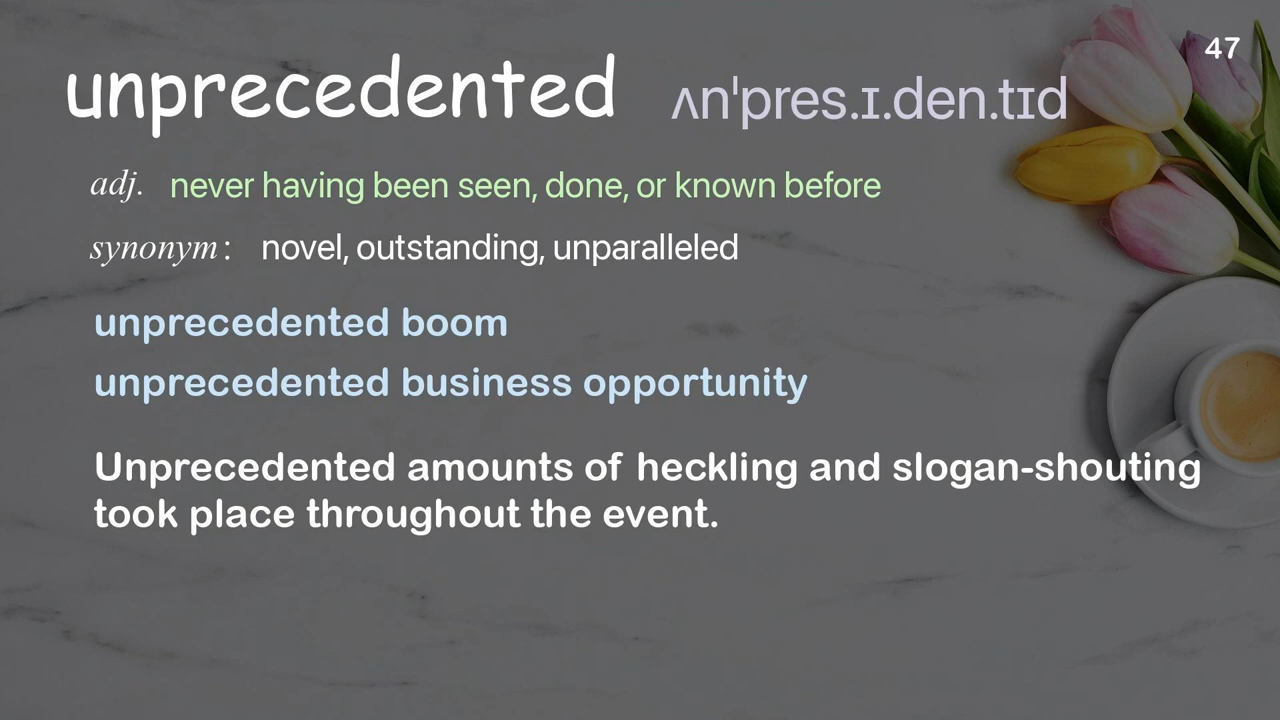 47
unprecedented ʌnˈpres.ɪ.den.tɪd
adj. never having been seen, done, or known before
synonym: novel, outstanding, unparalleled
unprecedented boom
unprecedented business opportunity
Unprecedented amounts of heckling and slogan-shouting
took place throughout the event.